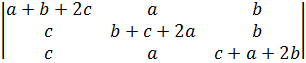 a + b + 2c a b
c b + c + 2a b
c a c + a + 2b